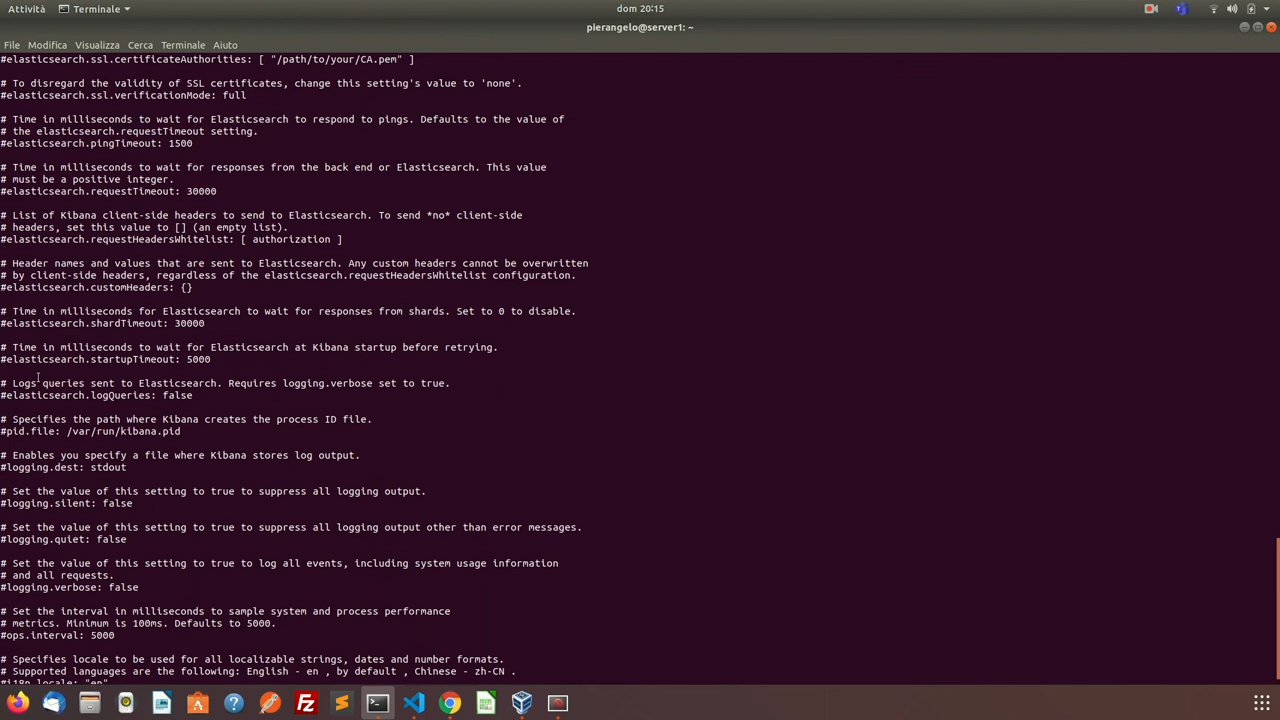 Attività
Terminale
dom 20:15
pierangelo@server1: ~
File Modifica Visualizza Cerca Terminale Aiuto
#elasticsearch.ssl.certificateAuthorities: [ "/path/to/your/CA.pem" ]
# To disregard the validity of SSL certificates, change this setting's value to 'none'.
#elasticsearch.ssl.verificationMode: full
# Time in milliseconds to wait for Elasticsearch to respond to pings. Defaults to the value of
# the elasticsearch.requestTimeout setting.
#elasticsearch.pingTimeout: 1500
# Time in milliseconds to wait for responses from the back end or Elasticsearch. This value
# must be a positive integer.
#elasticsearch.requestTimeout: 30000
# List of Kibana client-side headers to send to Elasticsearch. To send *no* client-side
# headers, set this value to [] (an empty list).
#elasticsearch.requestHeadersWhitelist: [ authorization ]
# Header names and values that are sent to Elasticsearch. Any custom headers cannot be overwritten
# by client-side headers, regardless of the elasticsearch.requestHeadersWhitelist configuration.
#elasticsearch.customHeaders: {}
# Time in milliseconds for Elasticsearch to wait for responses from shards. Set to 0 to disable.
#elasticsearch.shardTimeout: 30000
# Time in milliseconds to wait for Elasticsearch at Kibana startup before retrying.
#elasticsearch.startupTimeout: 5000
# Logs queries sent to Elasticsearch. Requires logging.verbose set to true.
#elasticsearch.logQueries: false
# Specifies the path where Kibana creates the process ID file.
#pid.file: /var/run/kibana.pid
# Enables you specify a file where Kibana stores log output.
#logging.dest: stdout
# Set the value of this setting to true to suppress all logging output.
#logging.silent: false
# Set the value of this setting to true to suppress all logging output other than error messages.
#logging.quiet: false
# Set the value of this setting to true to log all events, including system usage information
# and all requests.
#logging.verbose: false
# Set the interval in milliseconds to sample system and process performance
# metrics. Minimum is 100ms. Defaults to 5000.
#ops.interval: 5000
# Specifies locale to be used for all localizable strings, dates and number formats.
# Supported languages are the following: English - en , by default , Chinese - zh-CN .
#i18n.locale: "en"